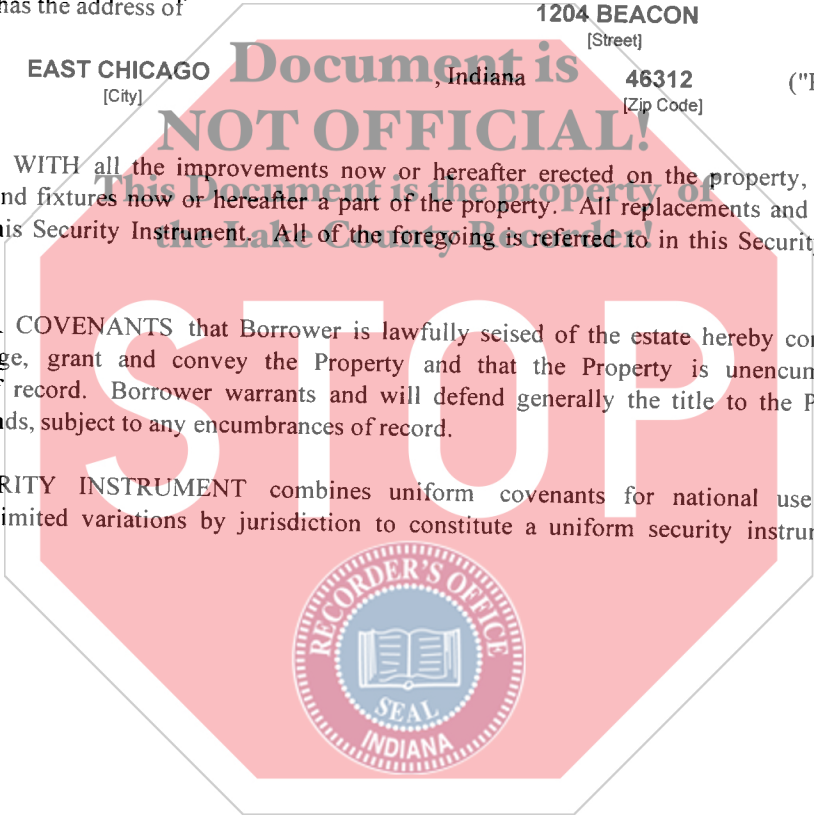 has the address of
1204 BEACON
[Street]
EAST CHICAGO , Indiana 46312 ("
[City] [Zip Code]
Document is
NOT OFFICIAL!
This Document is the property of
the Lake County Recorder!
WITH all the improvements now or hereafter erected on the property,
nd fixtures now or hereafter a part of the property. All replacements and
is Security Instrument. All of the foregoing is referred to in this Securit
COVENANTS that Borrower is lawfully seised of the estate hereby co
ge, grant and convey the Property and that the Property is unencum
record. Borrower warrants and will defend generally the title to the P
nds, subject to any encumbrances of record.
RITY INSTRUMENT combines uniform covenants for national use
imited variations by jurisdiction to constitute a uniform security instru
STOP
RECORDER'S OFFICE
SEAL
INDIANA